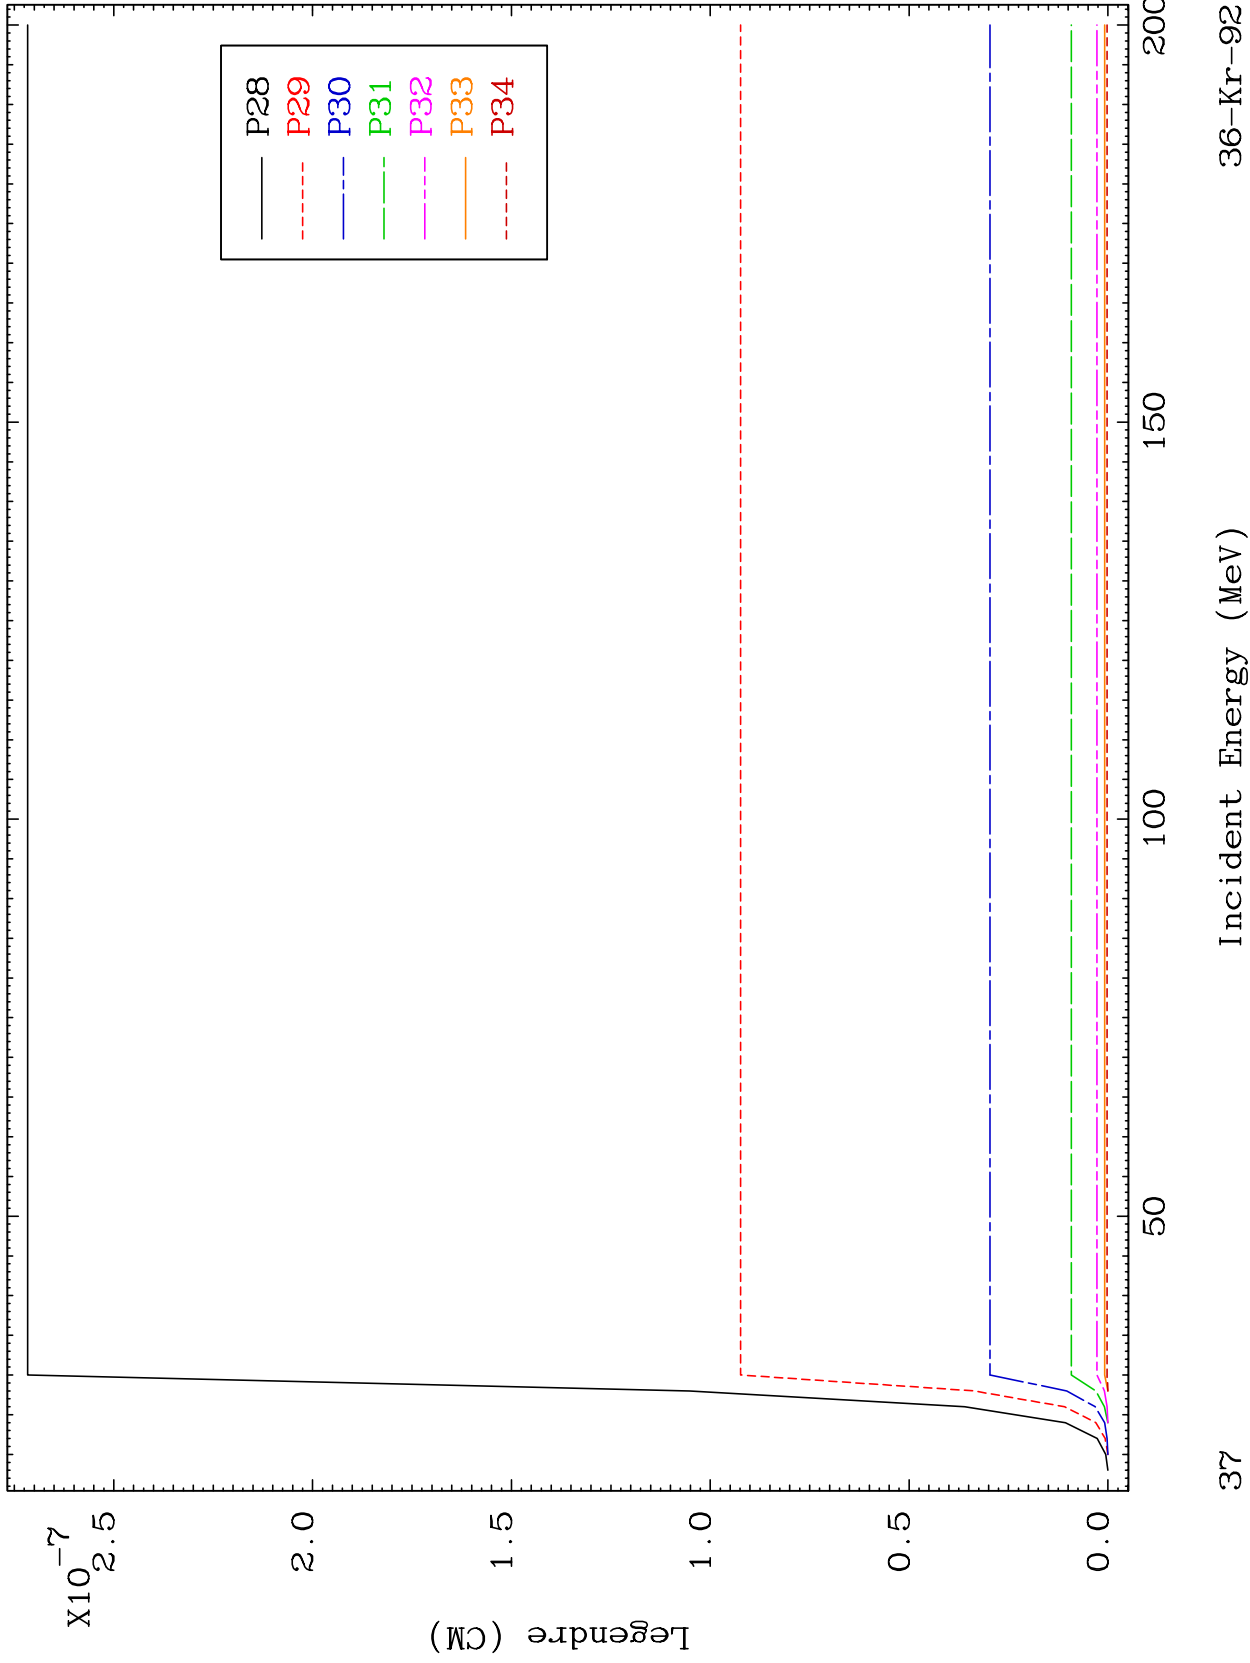 X10-7
2.5
2.0
1.5
1.0
0.5
0.0
Legendre (CM)
P28
P29
P30
P31
P32
P33
P34
50
100
150
200
37
Incident Energy (MeV)
36-Kr-92